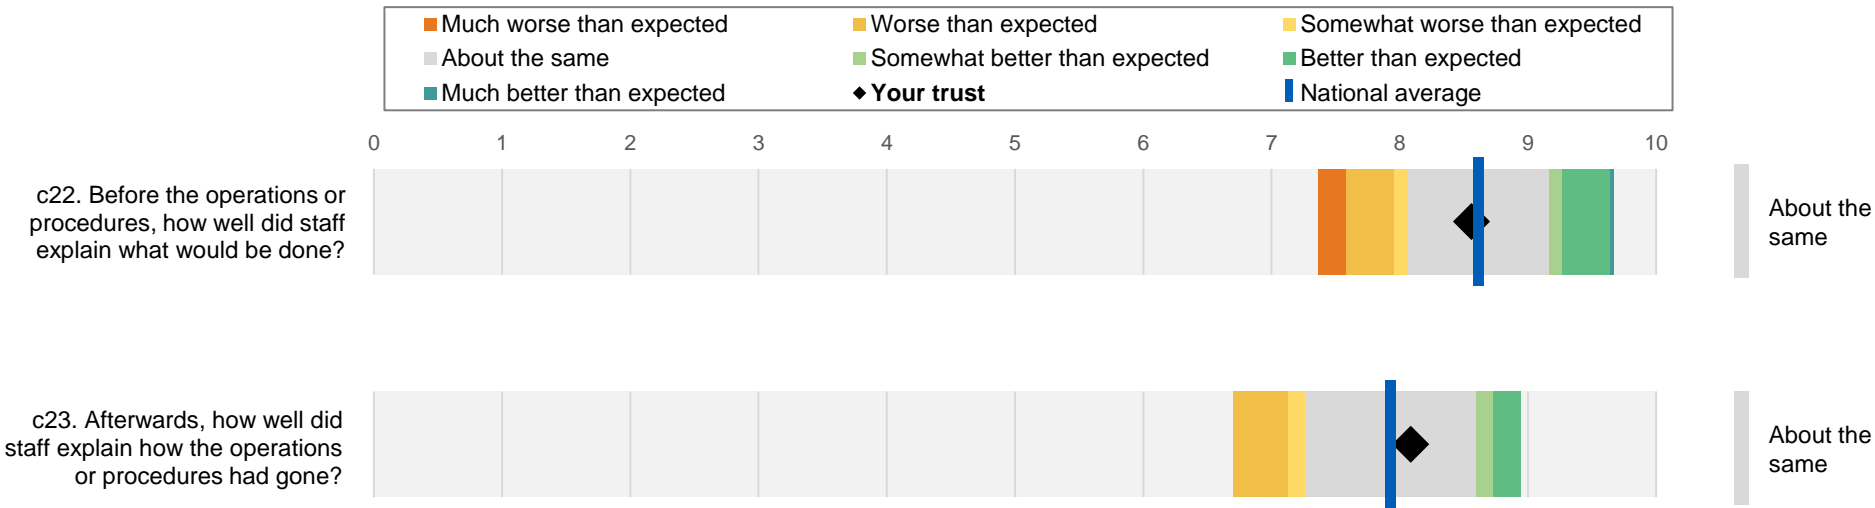 Much worse than expected
Worse than expected
Somewhat worse than expected
About the same
Somewhat better than expected
Better than expected
Much better than expected
Your trust
National average
0 1 2 3 4 5 6 7 8 9 10
c22. Before the operations or
procedures, how well did staff
explain what would be done?
About the
same
c23. Afterwards, how well did
staff explain how the operations
or procedures had gone?
About the
same